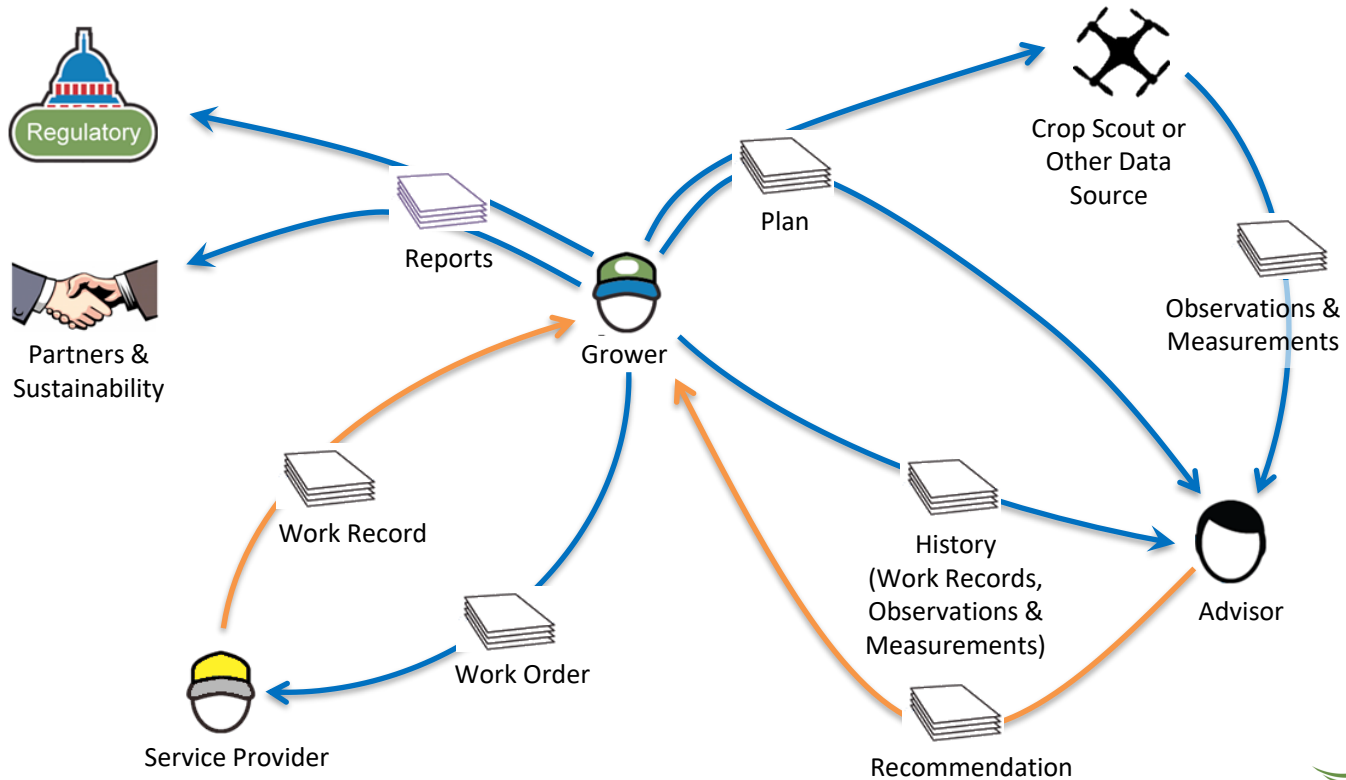 Regulatory
Crop Scout or
Other Data
Source
Plan
Reports
Observations &
Measurements
Partners &
Sustainability
Grower
Work Record
History
(Work Records,
Observations &
Measurements)
Advisor
Work Order
Service Provider
Recommendation